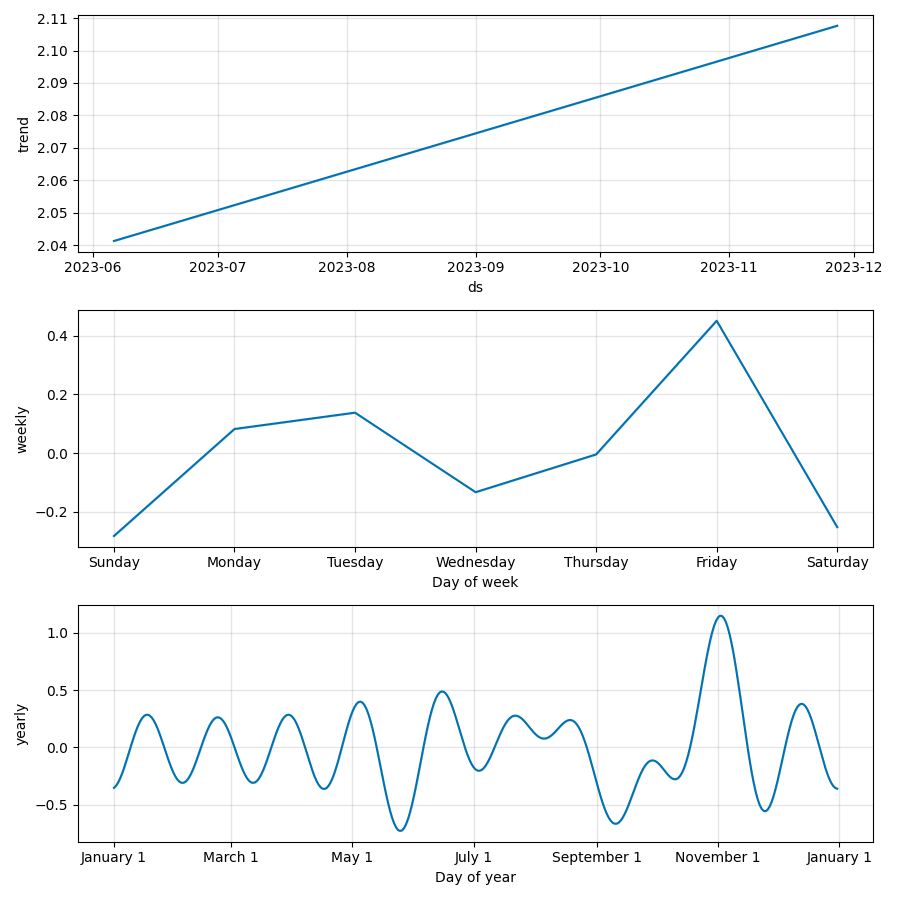 2.11
2.10
2.09
2.08
2.07
2.06
2.05
2.04
trend
2023-06 2023-07 2023-08 2023-09 2023-10 2023-11 2023-12
ds
0.4
0.2
0.0
−0.2
weekly
Sunday Monday Tuesday Wednesday Thursday Friday Saturday
Day of week
1.0
0.5
0.0
−0.5
yearly
January 1 March 1 May 1 July 1 September 1 November 1 January 1
Day of year